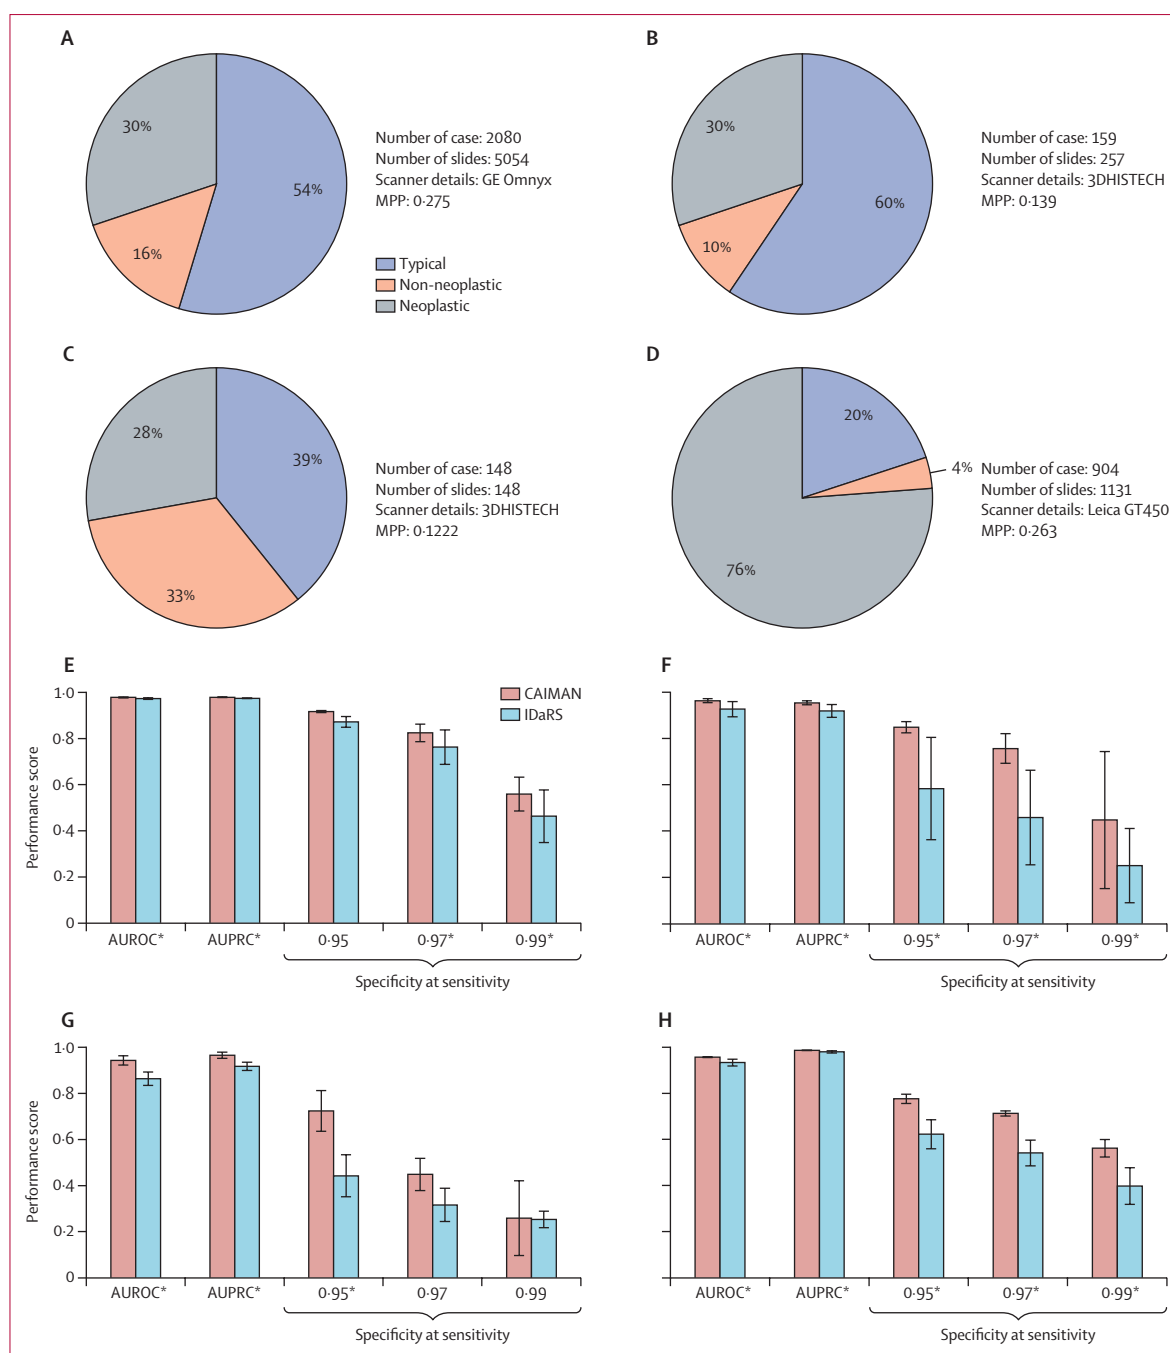 A
30%
54%
16%
Number of case: 2080
Number of slides: 5054
Scanner details: GE Omnyx
MPP: 0·275
Typical
Non-neoplastic
Neoplastic
B
30%
60%
10%
Number of case: 159
Number of slides: 257
Scanner details: 3DHISTECH
MPP: 0·139
C
28%
39%
33%
Number of case: 148
Number of slides: 148
Scanner details: 3DHISTECH
MPP: 0·1222
D
20%
4%
76%
Number of case: 904
Number of slides: 1131
Scanner details: Leica GT450
MPP: 0·263
E
CAIMAN
IDaRS
Performance score
1·0
0·8
0·6
0·4
0·2
0
AUROC* AUPRC* 0·95 0·97* 0·99*
Specificity at sensitivity
F
AUROC* AUPRC* 0·95* 0·97* 0·99*
Specificity at sensitivity
G
Performance score
1·0
0·8
0·6
0·4
0·2
0
AUROC* AUPRC* 0·95* 0·97 0·99
Specificity at sensitivity
H
AUROC* AUPRC* 0·95* 0·97* 0·99*
Specificity at sensitivity